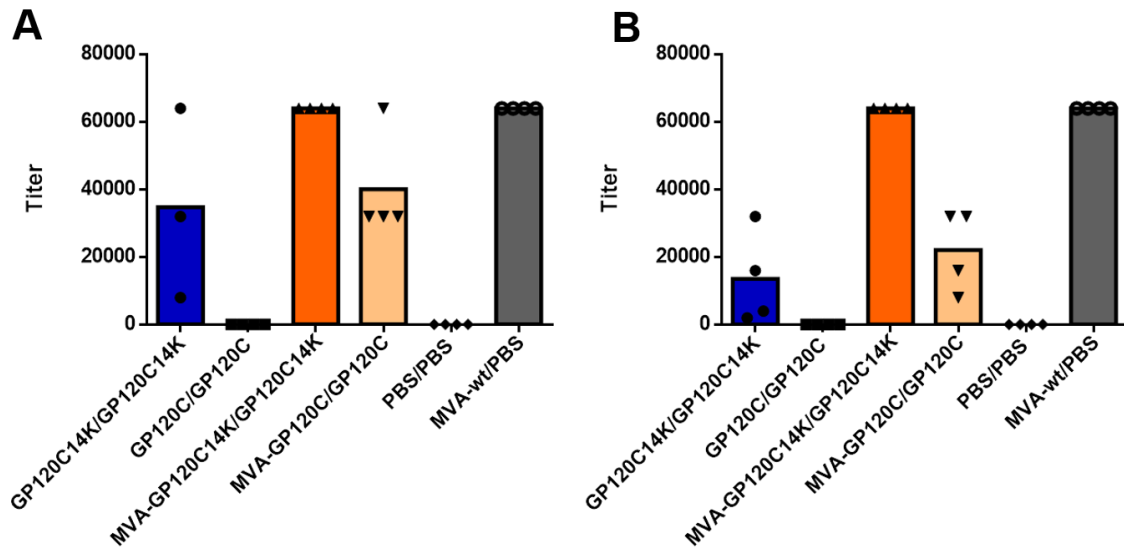 A
Titer
80000
60000
40000
20000
0
GP120C14K/GP120C14K
GP120C/GP120C
MVA-GP120C14K/GP120C14K
MVA-GP120C/GP120C
PBS/PBS
MVA-wt/PBS
B
Titer
80000
60000
40000
20000
0
GP120C14K/GP120C14K
GP120C/GP120C
MVA-GP120C14K/GP120C14K
MVA-GP120C/GP120C
PBS/PBS
MVA-wt/PBS